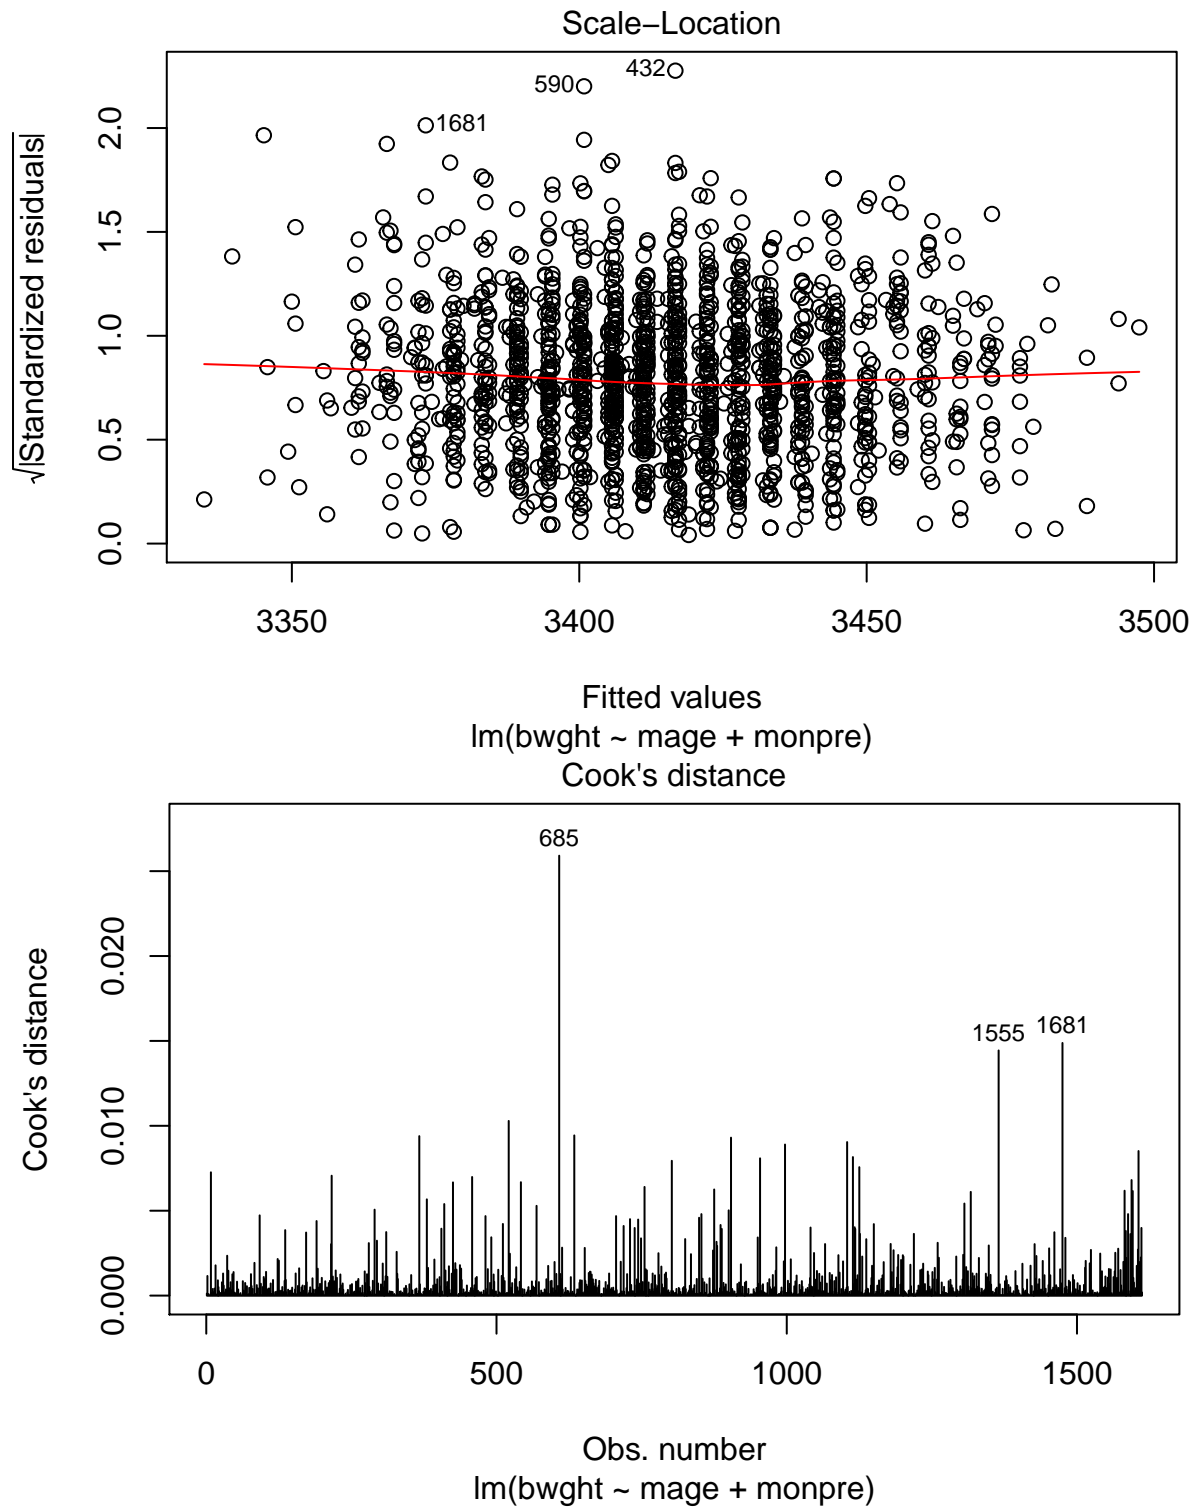 Scale−Location
√|Standardized residuals|
0.0 0.5 1.0 1.5 2.0
590
432
1681
3350 3400 3450 3500
Fitted values
lm(bwght ~ mage + monpre)
Cook's distance
Cook's distance
0.000 0.010 0.020
685
1555
1681
0 500 1000 1500
Obs. number
lm(bwght ~ mage + monpre)